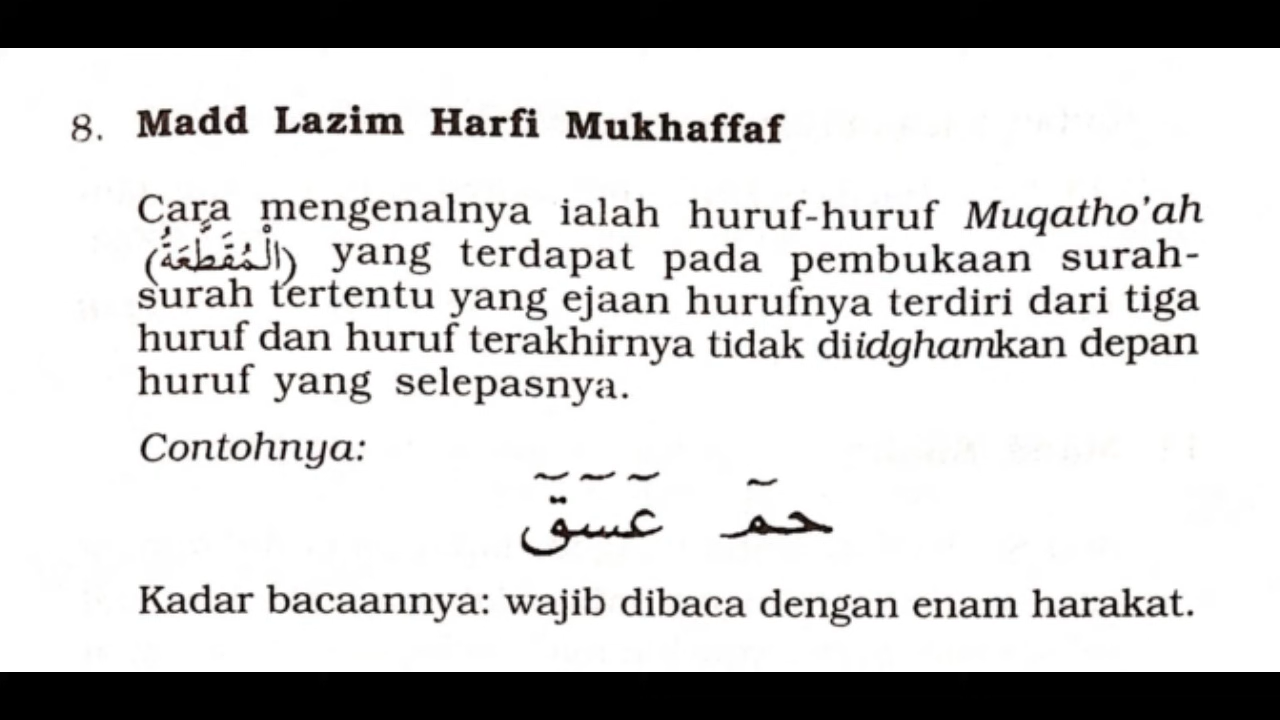 8. Madd Lazim Harfi Mukhaffaf
Cara mengenalnya ialah huruf-huruf Muqatho'ah
(الْمُقَطَّعَةُ) yang terdapat pada pembukaan surah-
surah tertentu yang ejaan hurufnya terdiri dari tiga
huruf dan huruf terakhirnya tidak diidghamkan depan
huruf yang selepasnya.
Contohnya:
حمٓ عٓسٓقٓ
Kadar bacaannya: wajib dibaca dengan enam harakat.